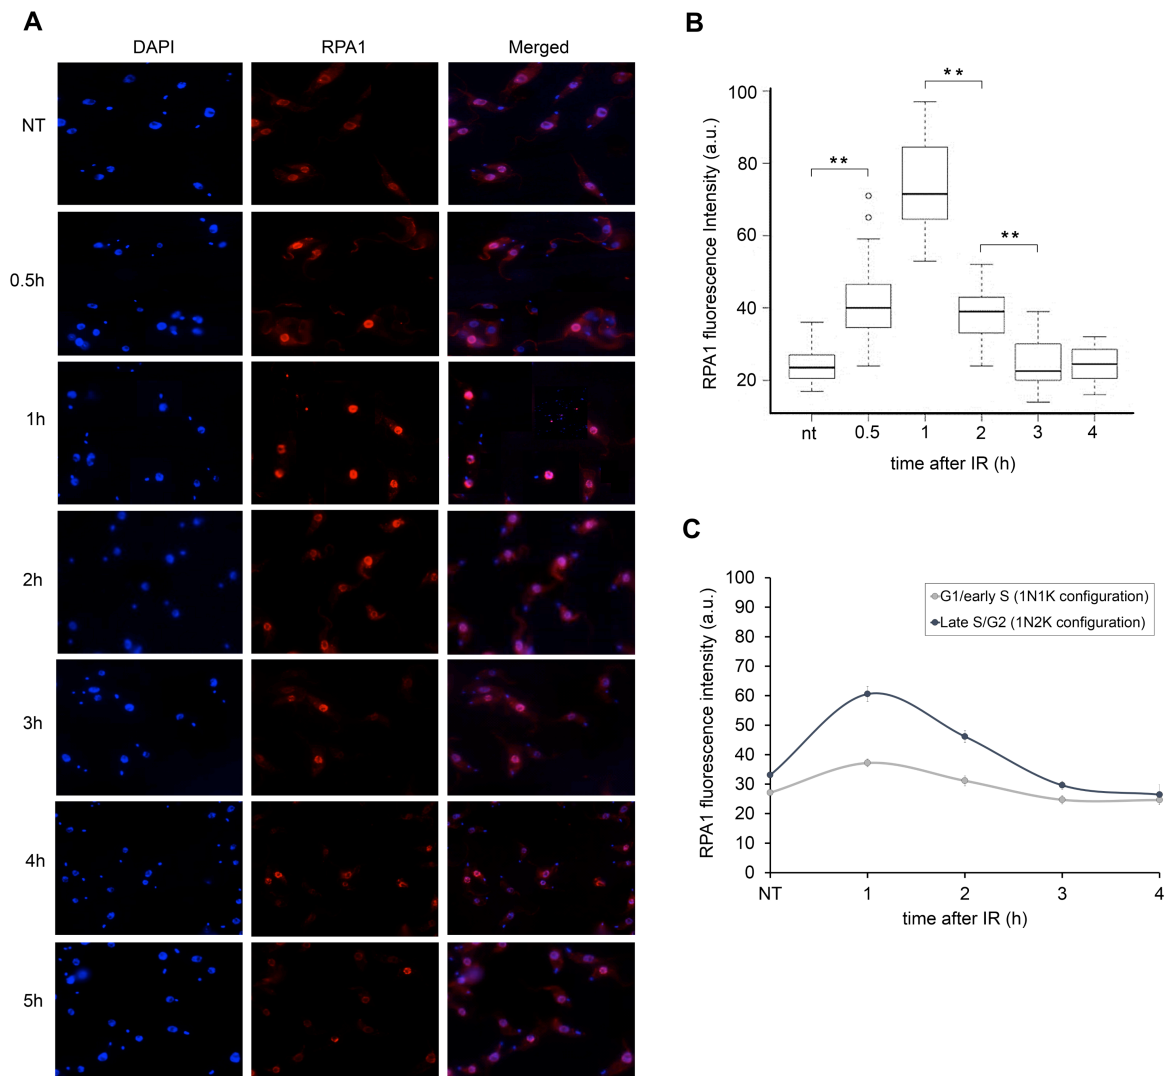 A
DAPI RPA1 Merged
NT
0.5h
1h
2h
3h
4h
5h
B
RPA1 fluorescence Intensity (a.u.)
100
80
60
40
20
** ** ** 
nt 0.5 1 2 3 4
time after IR (h)
C
RPA1 fluorescence intensity (a.u.)
100
90
80
70
60
50
40
30
20
10
0
G1/early S (1N1K configuration)
Late S/G2 (1N2K configuration)
NT 1 2 3 4
time after IR (h)